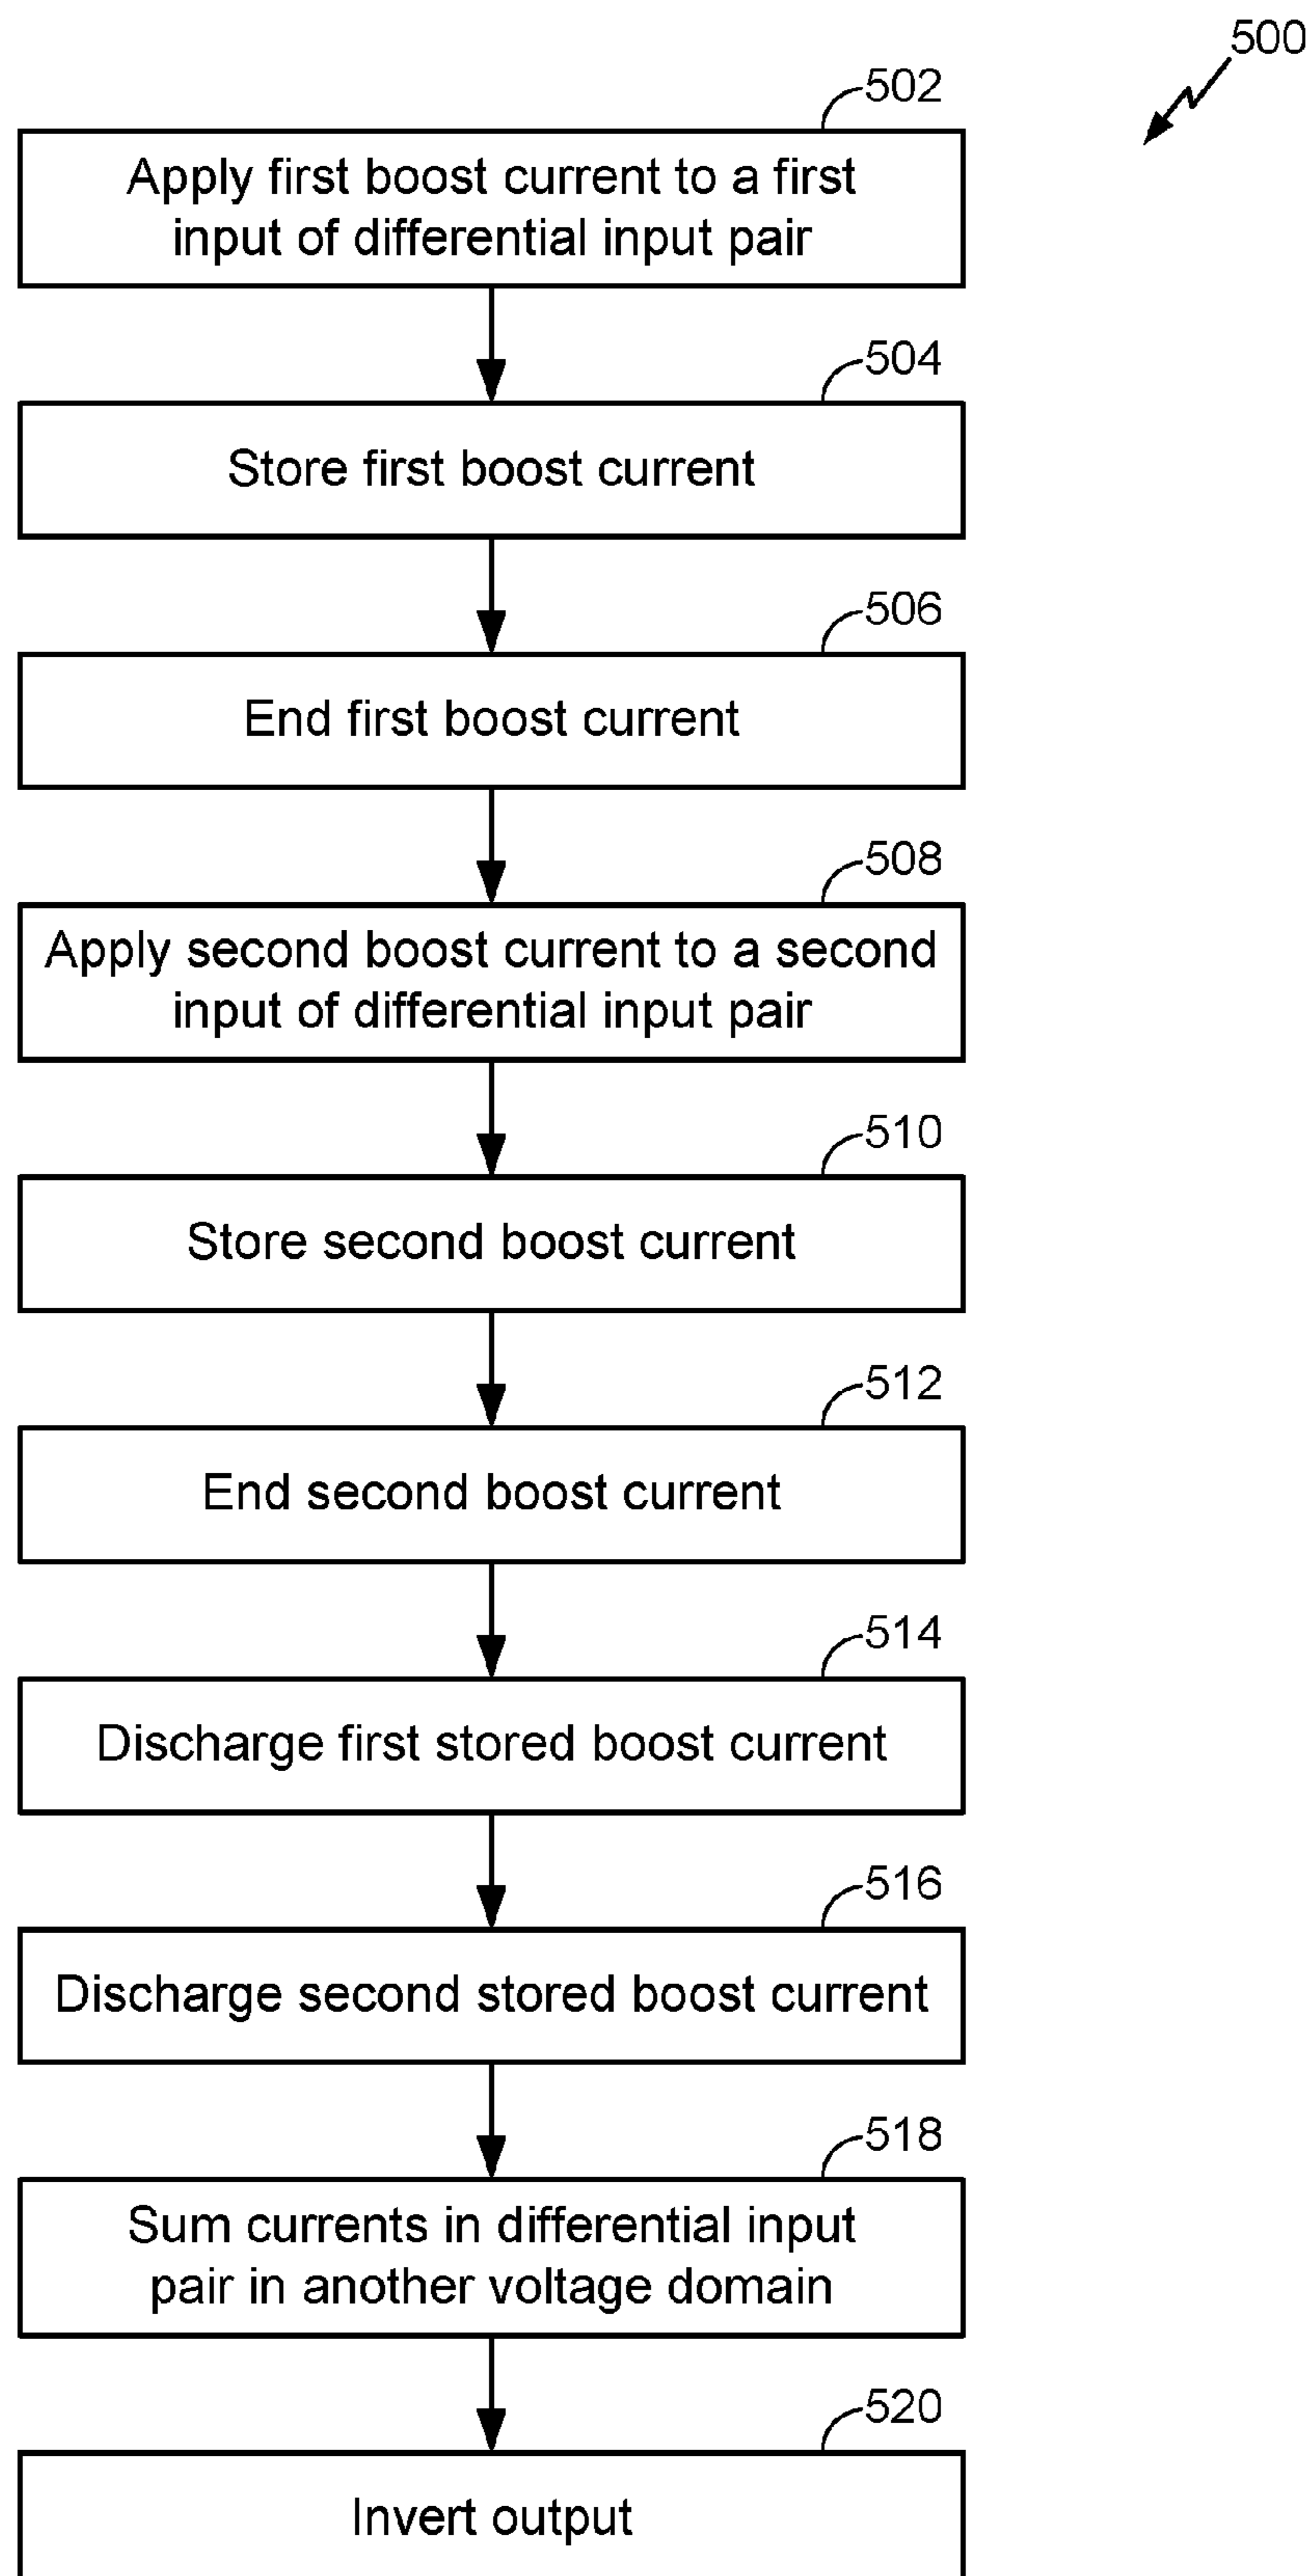 500
502
Apply first boost current to a first
input of differential input pair
504
Store first boost current
506
End first boost current
508
Apply second boost current to a second
input of differential input pair
510
Store second boost current
512
End second boost current
514
Discharge first stored boost current
516
Discharge second stored boost current
518
Sum currents in differential input
pair in another voltage domain
520
Invert output